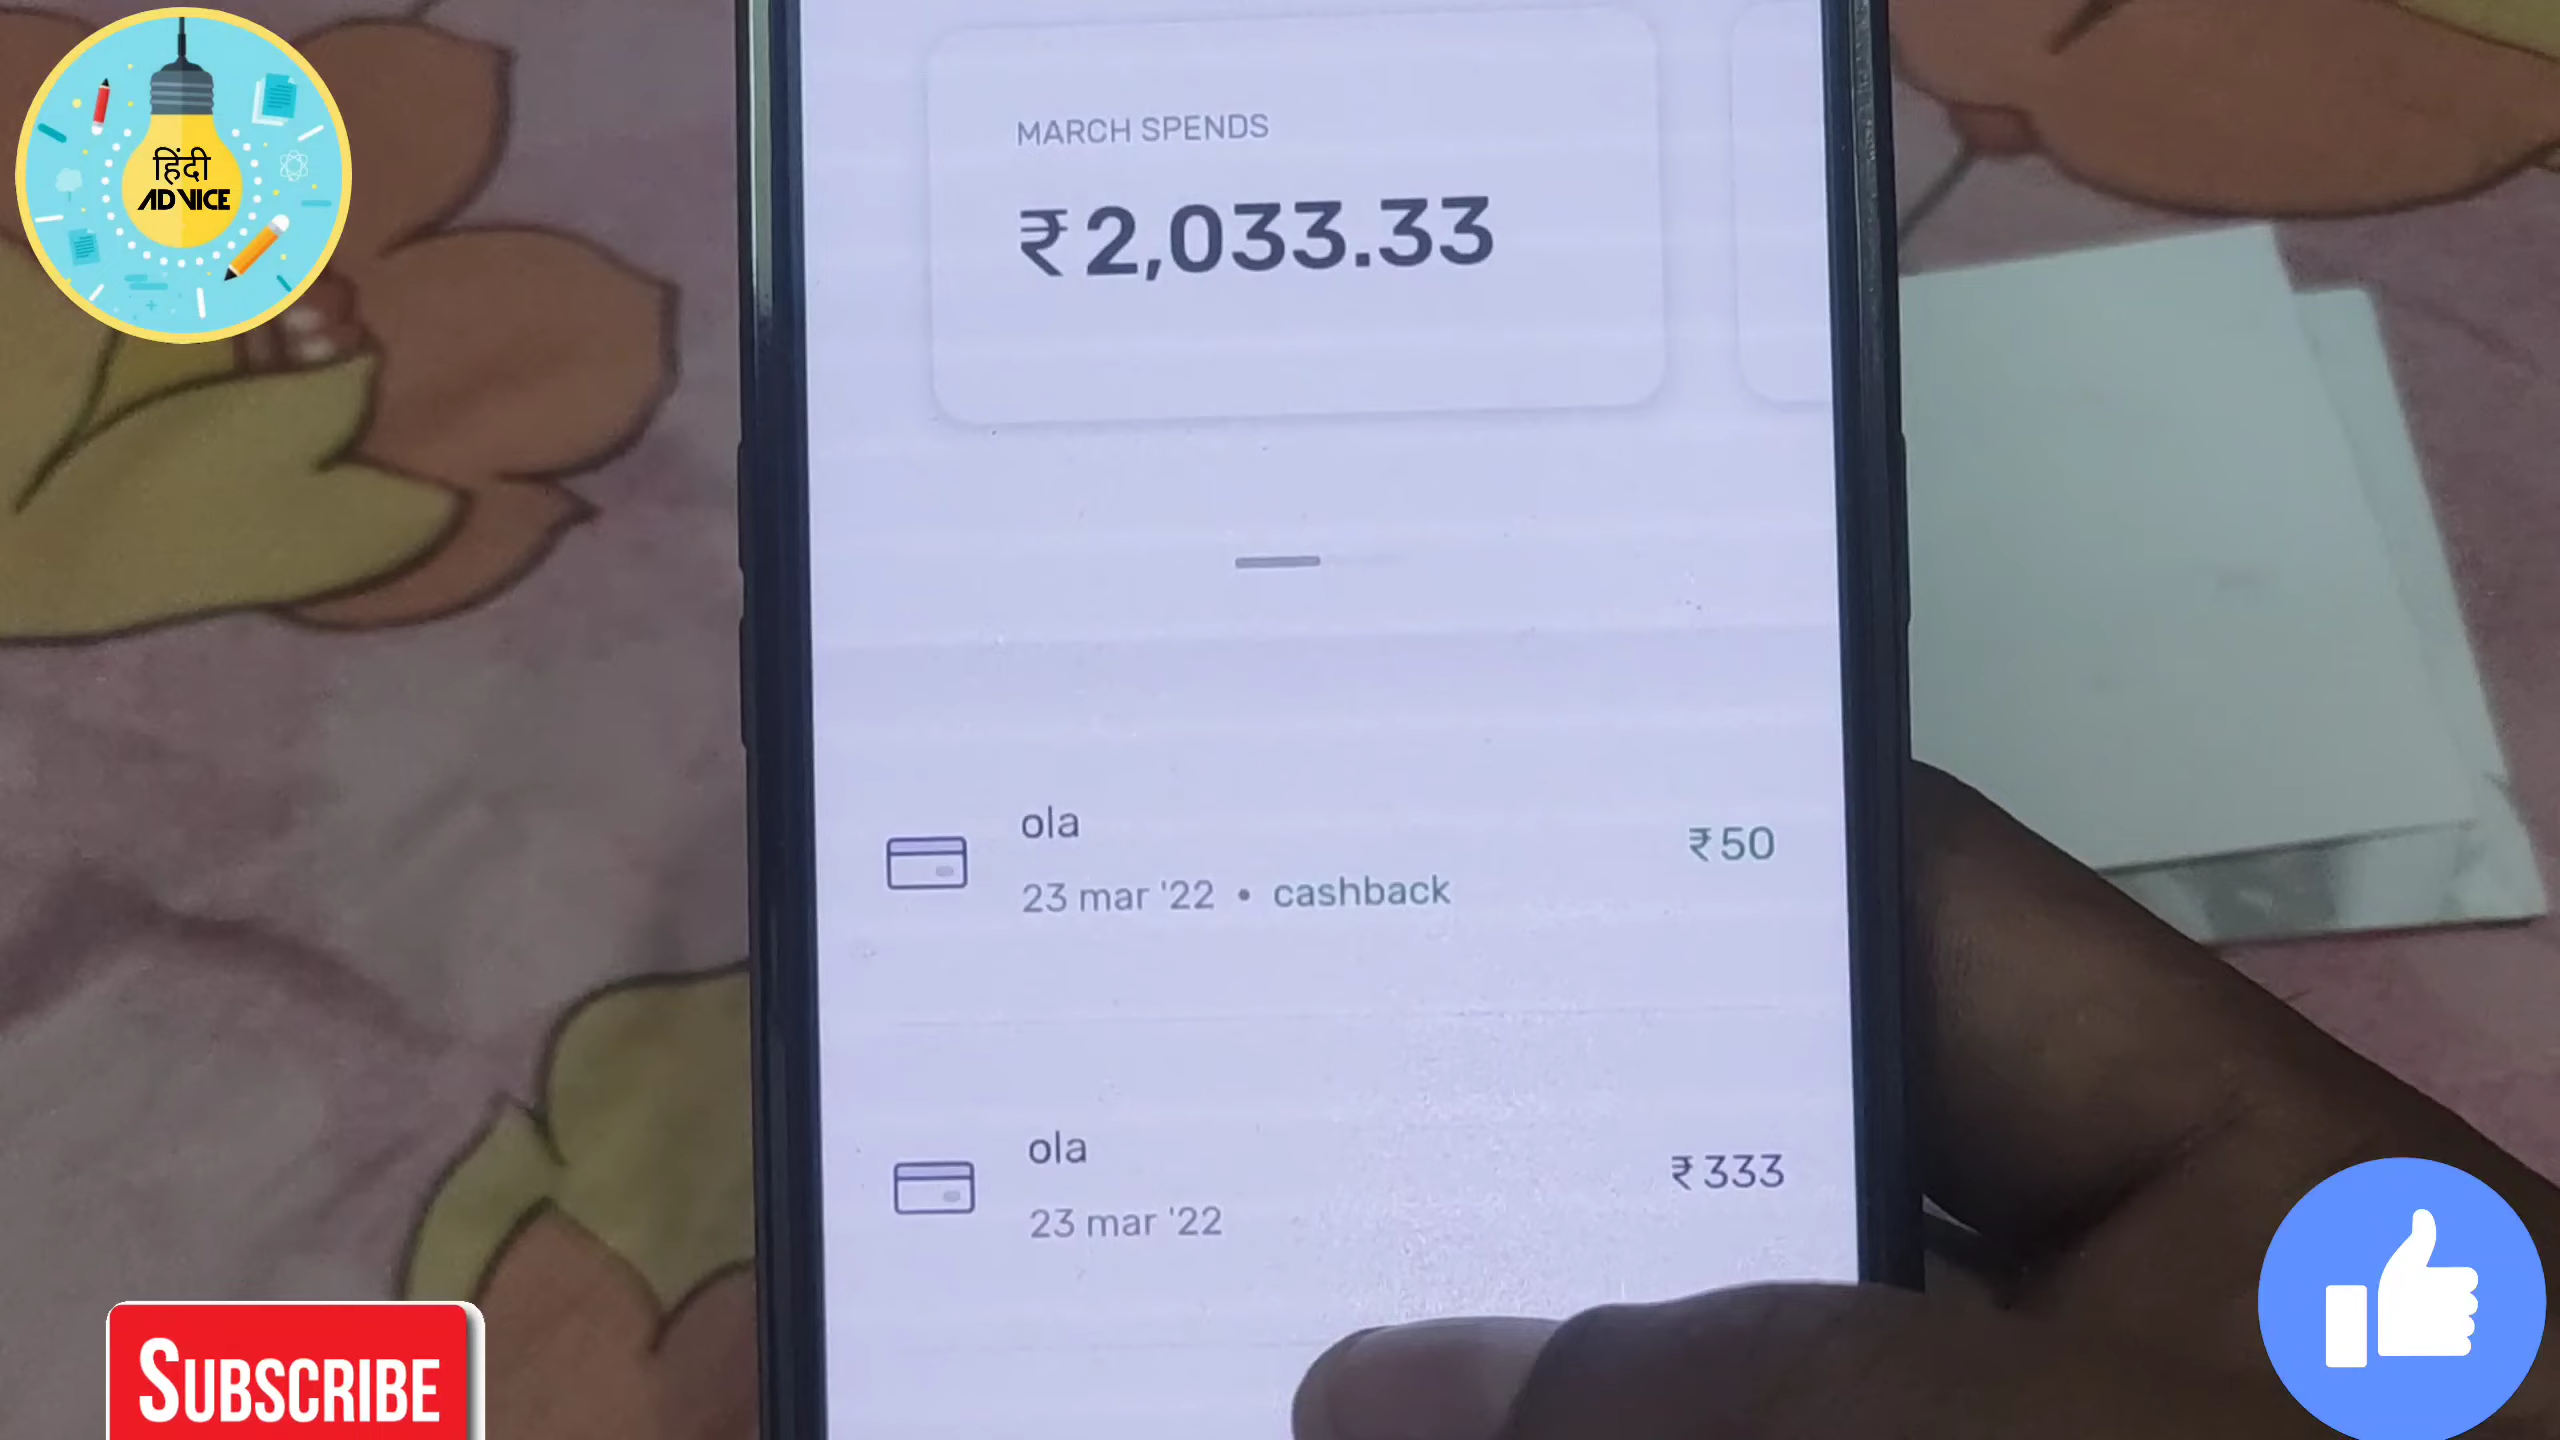 हिंदी
ADVICE
MARCH SPENDS
₹2,033.33
ola
₹50
23 mar '22 • cashback
ola
₹333
23 mar '22
SUBSCRIBE